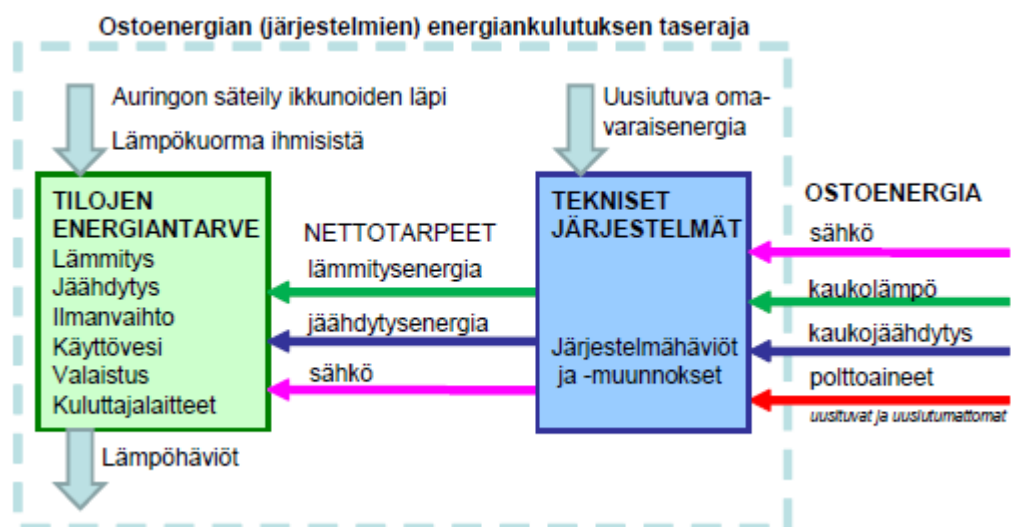 Ostoenergian (järjestelmien) energiankulutuksen taseraja
Auringon säteily ikkunoiden läpi
Lämpökuorma ihmisistä
Uusiutuva oma-
varaisenergia
TILOJEN
ENERGIANTARVE
Lämmitys
Jäähdytys
Ilmanvaihto
Käyttövesi
Valaistus
Kuluttajalaitteet
NETTOTARPEET
lämmitysenergia
jäähdytysenergia
sähkö
TEKNISET
JÄRJESTELMÄT
Järjestelmähäviöt
ja -muunnokset
OSTOENERGIA
sähkö
kaukolämpö
kaukojäähdytys
polttoaineet
uusituvat ja uusiutumattomat
Lämpöhäviöt